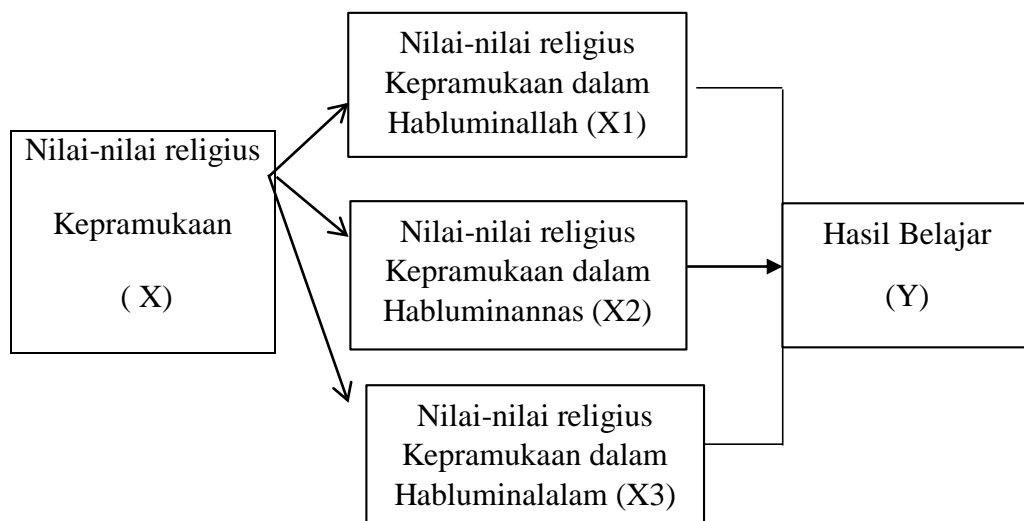 Nilai-nilai religius
Kepramukaan
( X)
Nilai-nilai religius
Kepramukaan dalam
Habluminallah (X1)
Nilai-nilai religius
Kepramukaan dalam
Habluminannas (X2)
Nilai-nilai religius
Kepramukaan dalam
Habluminalalam (X3)
Hasil Belajar
(Y)